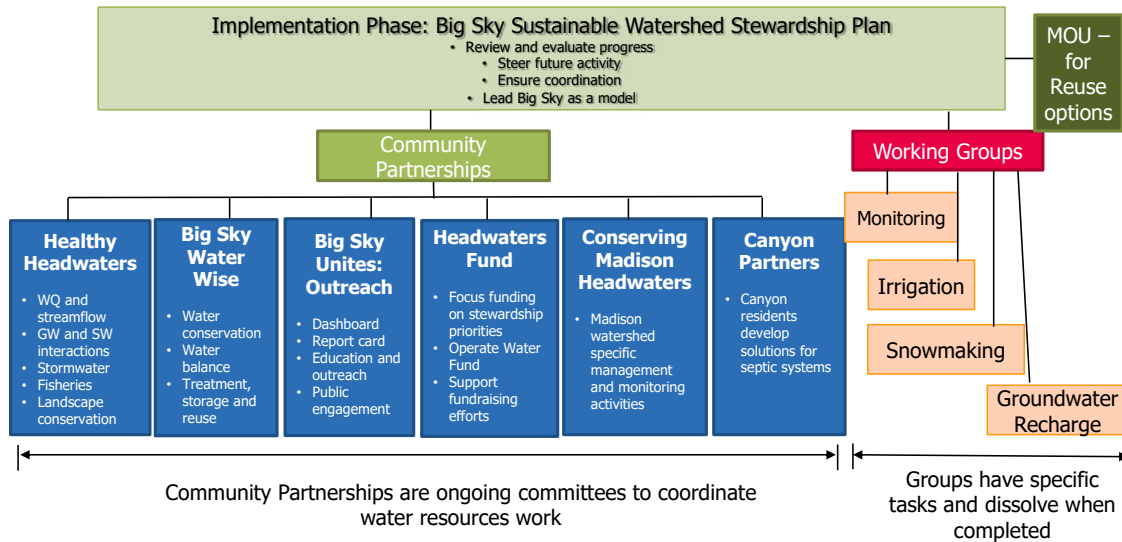 Implementation Phase: Big Sky Sustainable Watershed Stewardship Plan
• Review and evaluate progress
• Steer future activity
• Ensure coordination
• Lead Big Sky as a model
MOU –
for
Reuse
options
Community
Partnerships
Working Groups
Healthy
Headwaters
• WQ and
streamflow
• GW and SW
interactions
• Stormwater
• Fisheries
• Landscape
conservation
Big Sky
Water
Wise
• Water
conservation
• Water
balance
• Treatment,
storage and
reuse
Big Sky
Unites:
Outreach
• Dashboard
• Report card
• Education and
outreach
• Public
engagement
Headwaters
Fund
• Focus funding
on stewardship
priorities
• Operate Water
Fund
• Support
fundraising
efforts
Conserving
Madison
Headwaters
• Madison
watershed
specific
management
and monitoring
activities
Canyon
Partners
• Canyon
residents
develop
solutions for
septic systems
Monitoring
Irrigation
Snowmaking
Groundwater
Recharge
Community Partnerships are ongoing committees to coordinate
water resources work
Groups have specific
tasks and dissolve when
completed